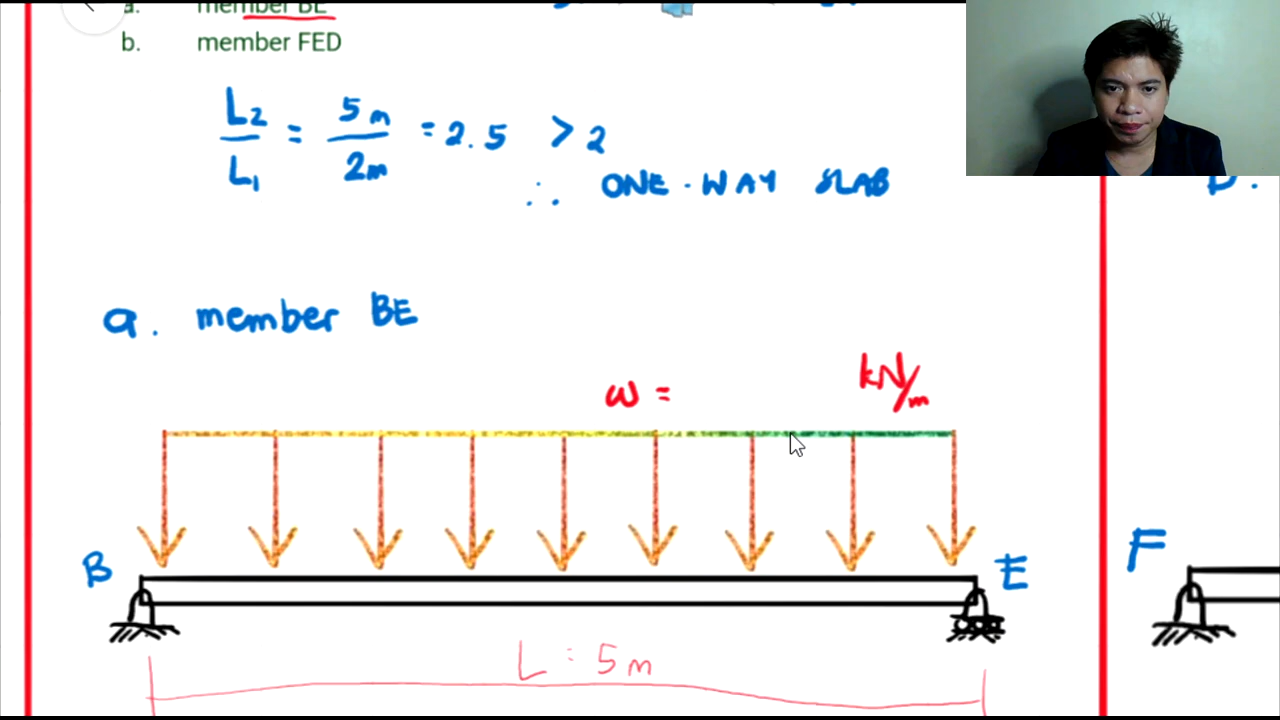 a. member BE
b. member FED
L2/L1 = 5m/2m = 2.5 > 2
∴ ONE-WAY SLAB
a. member BE
ω = kN/m
B
E
F
L = 5m